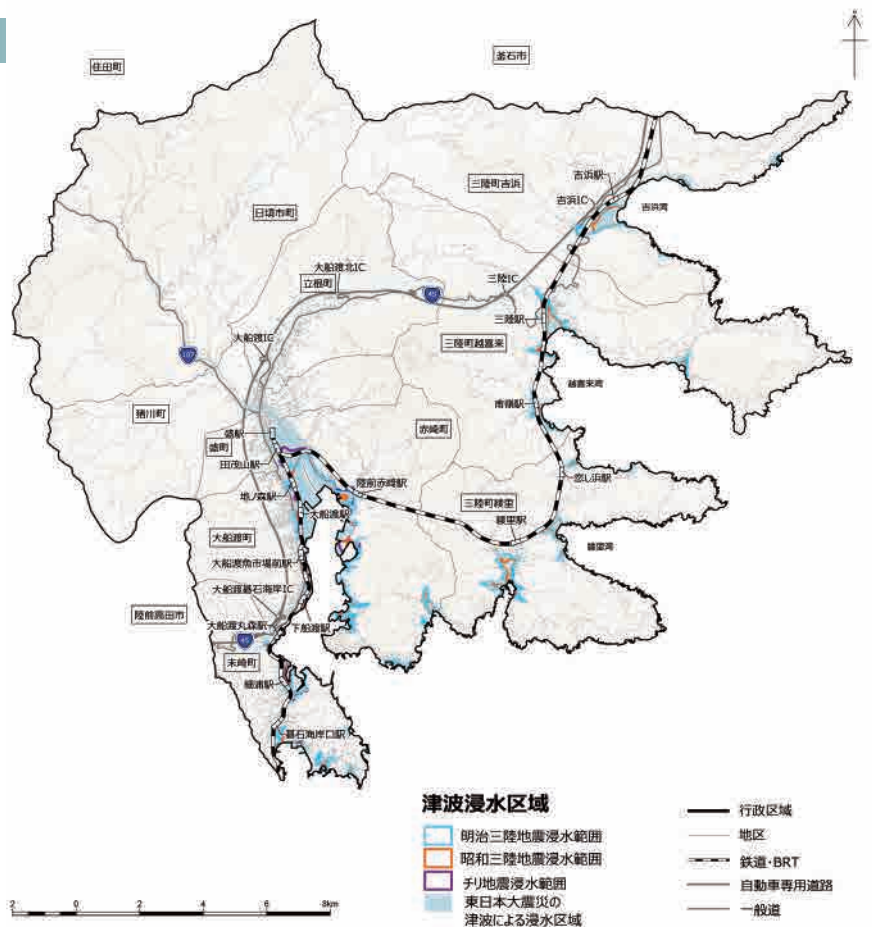 住田町
釜石市
吉浜駅
三陸町吉浜
吉浜IC
吉浜湾
日頃市町
大船渡北IC
立根町
45
三陸IC
三陸駅
大船渡IC
三陸町越喜来
107
越喜来湾
南嶺駅
猪川町
赤崎町
盛駅
盛町
田茂山駅
陸前赤崎駅
恋し浜駅
地ノ森駅
三陸町綾里
大船渡駅
綾里駅
大船渡町
大船渡魚市場前駅
大船渡碁石海岸IC
陸前高田市
大船渡丸森駅
下船渡駅
45
末崎町
細浦駅
碁石海岸口駅
津波浸水区域
明治三陸地震浸水範囲
昭和三陸地震浸水範囲
チリ地震浸水範囲
東日本大震災の
津波による浸水区域
行政区域
地区
鉄道・BRT
自動車専用道路
一般道
2 0 2 4 6 8km